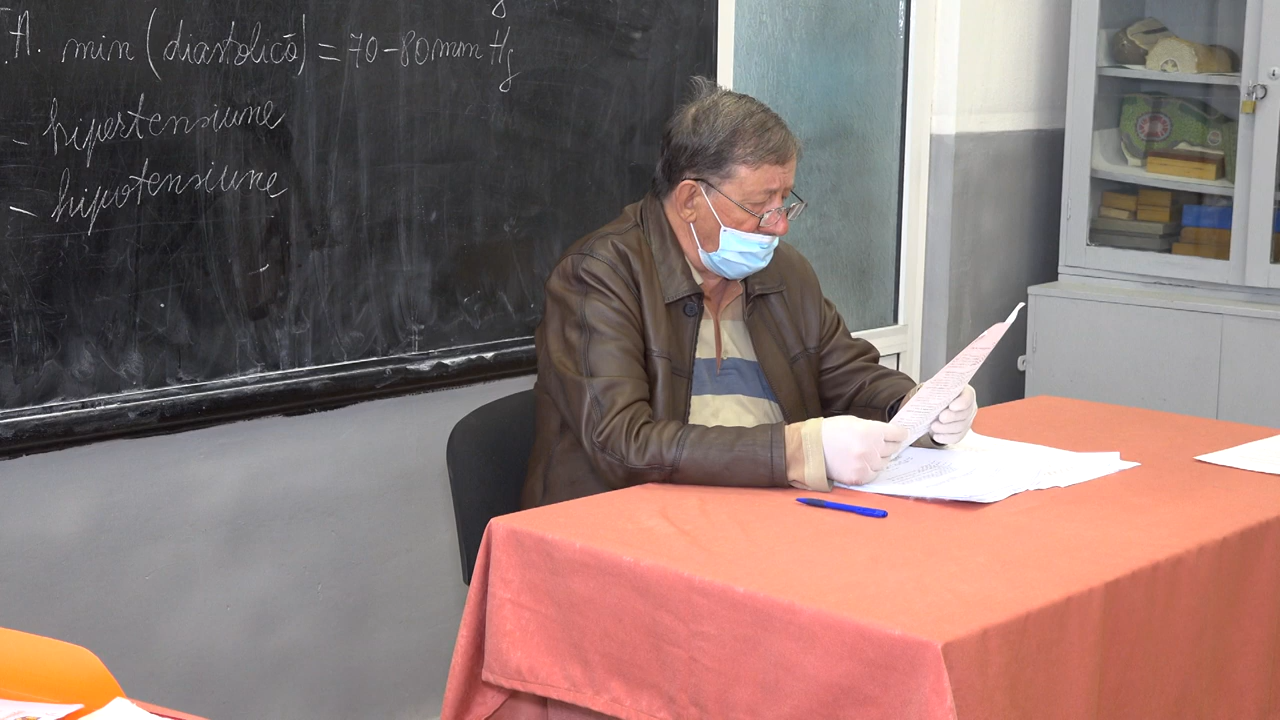 .A. min (diastolică) = 70-80mm Hg
- hipertensiune
- hipotensiune